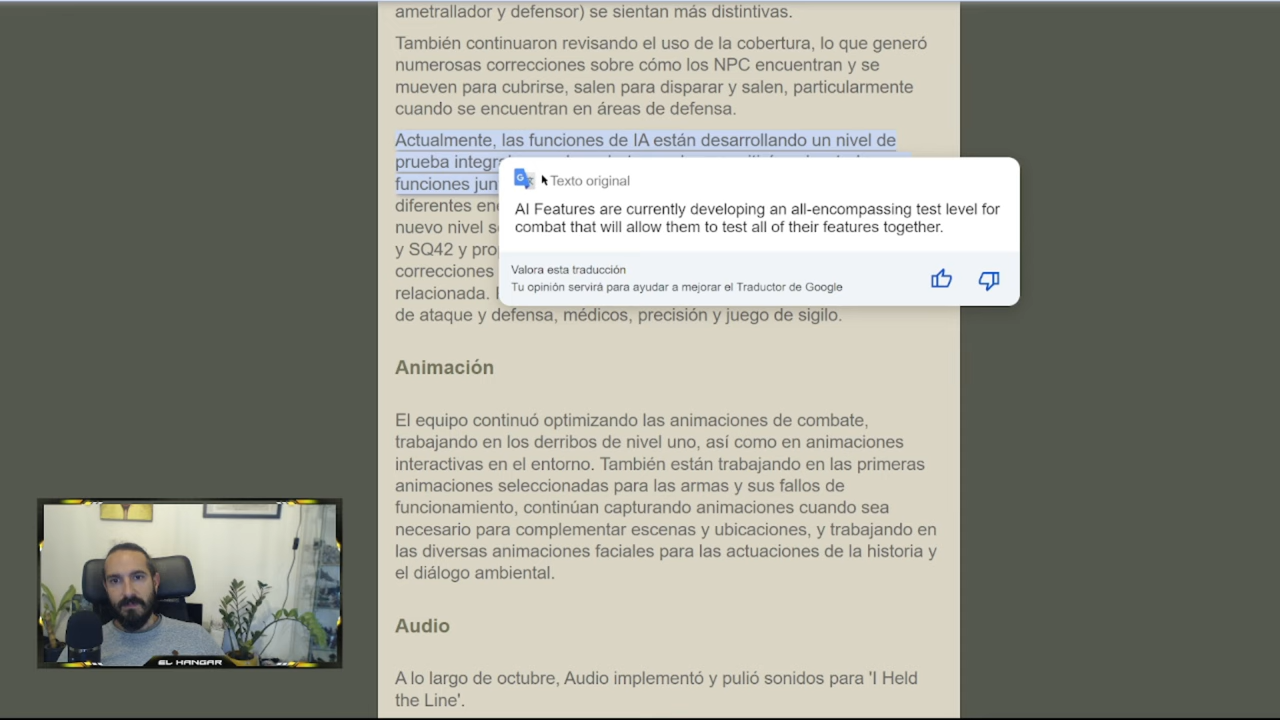 ametrallador y defensor) se sientan más distintivas.
También continuaron revisando el uso de la cobertura, lo que generó
numerosas correcciones sobre cómo los NPC encuentran y se
mueven para cubrirse, salen para disparar y salen, particularmente
cuando se encuentran en áreas de defensa.
Actualmente, las funciones de IA están desarrollando un nivel de
prueba
funciones
diferentes
nuevo nivel
y SQ42 y
correcciones
relacionada.
de ataque y defensa, médicos, precisión y juego de sigilo.
Texto original
AI Features are currently developing an all-encompassing test level for
combat that will allow them to test all of their features together.
Valora esta traducción
Tu opinión servirá para ayudar a mejorar el Traductor de Google
Animación
El equipo continuó optimizando las animaciones de combate,
trabajando en los derribos de nivel uno, así como en animaciones
interactivas en el entorno. También están trabajando en las primeras
animaciones seleccionadas para las armas y sus fallos de
funcionamiento, continúan capturando animaciones cuando sea
necesario para complementar escenas y ubicaciones, y trabajando en
las diversas animaciones faciales para las actuaciones de la historia y
el diálogo ambiental.
Audio
A lo largo de octubre, Audio implementó y pulió sonidos para 'I Held
the Line'.
EL HANGAR